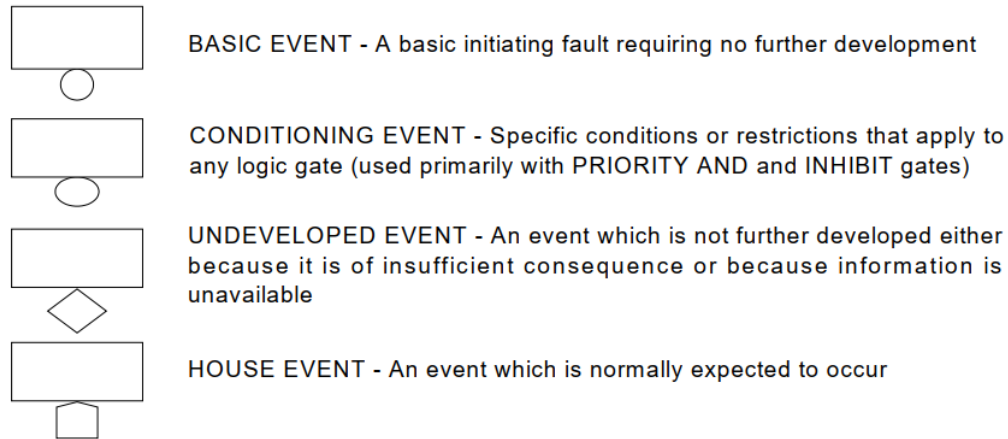 BASIC EVENT - A basic initiating fault requiring no further development
CONDITIONING EVENT - Specific conditions or restrictions that apply to
any logic gate (used primarily with PRIORITY AND and INHIBIT gates)
UNDEVELOPED EVENT - An event which is not further developed either
because it is of insufficient consequence or because information is
unavailable
HOUSE EVENT - An event which is normally expected to occur